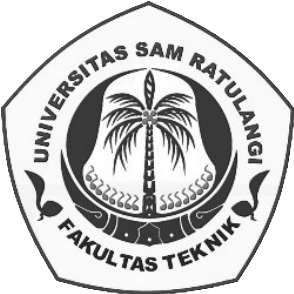 UNIVERSITAS SAM RATULANGI
FAKULTAS TEKNIK